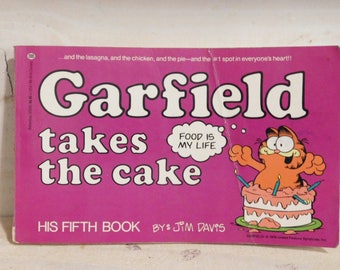 ...and the lasagna, and the chicken, and the pie—and the #1 spot in everyone's heart!!
Garfield
takes
the cake
FOOD IS
MY LIFE
HIS FIFTH BOOK
BY: JIM DAVIS